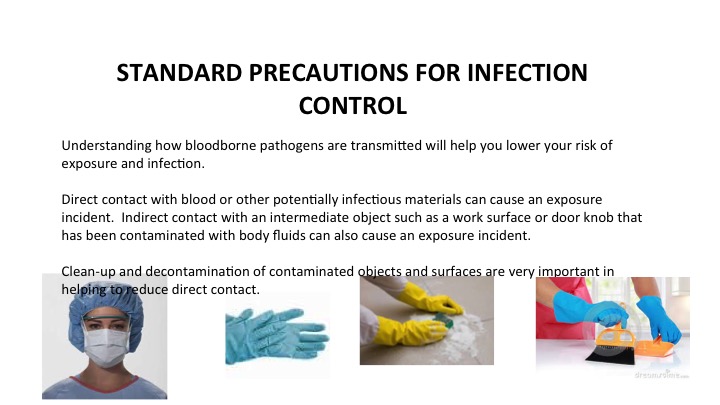 STANDARD PRECAUTIONS FOR INFECTION
CONTROL
Understanding how bloodborne pathogens are transmitted will help you lower your risk of
exposure and infection.
Direct contact with blood or other potentially infectious materials can cause an exposure
incident.  Indirect contact with an intermediate object such as a work surface or door knob that
has been contaminated with body fluids can also cause an exposure incident.
Clean-up and decontamination of contaminated objects and surfaces are very important in
helping to reduce direct contact.
dreamstime.com